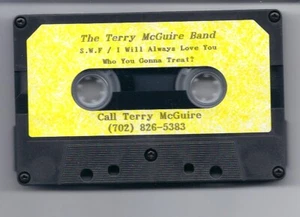 The Terry McGuire Band
S.W.F / I Will Always Love You
Who You Gonna Treat?
Call Terry McGuire
(702) 826-5383